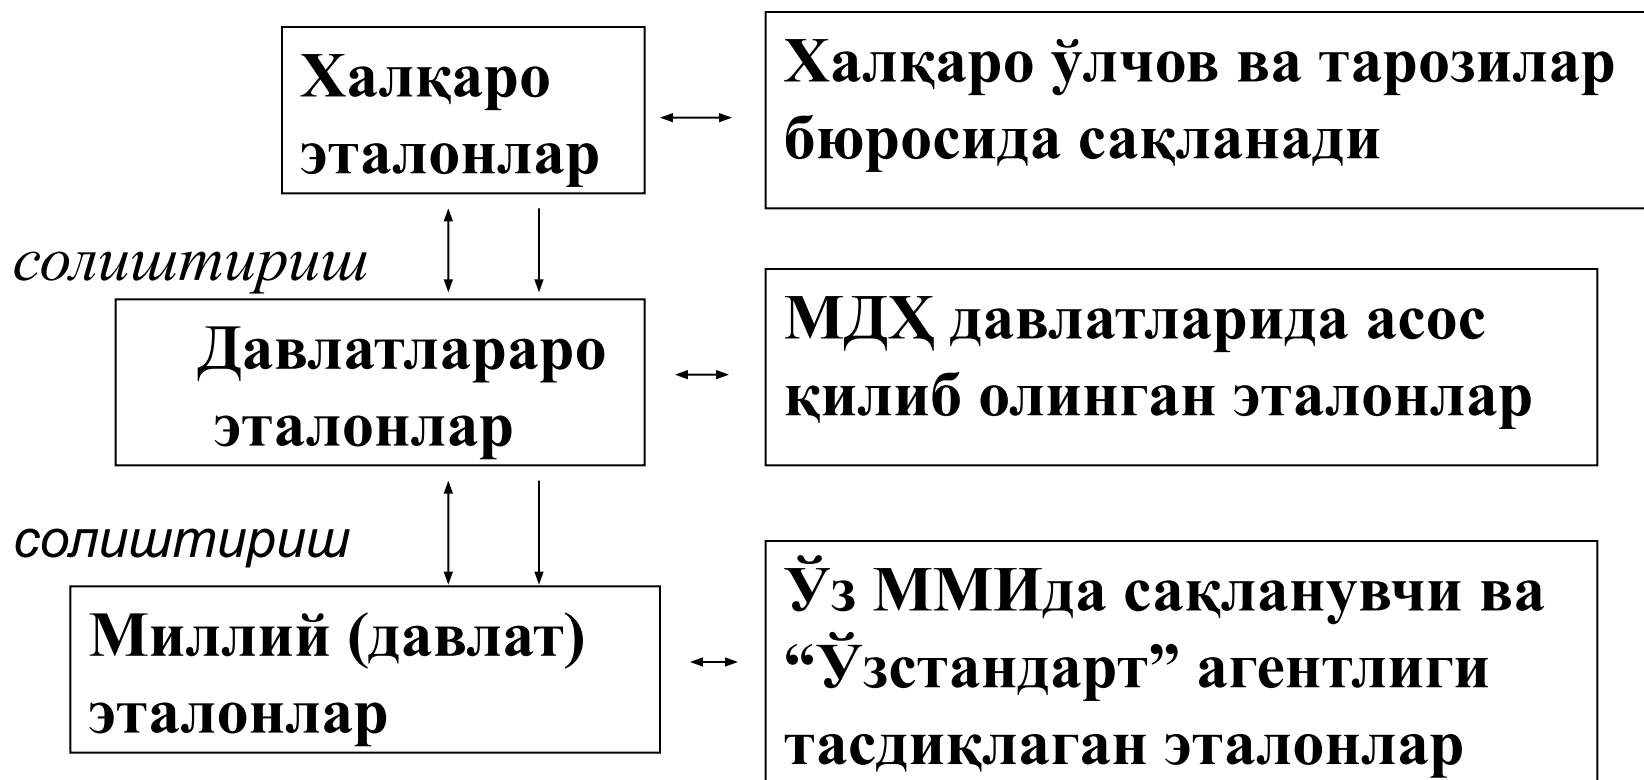 Халқаро
эталонлар
Халқаро ўлчов ва тарозилар
бюросида сақланади
солиштириш
Давлатлараро
эталонлар
МДҲ давлатларида асос
қилиб олинган эталонлар
солиштириш
Миллий (давлат)
эталонлар
Ўз ММИда сақланувчи ва
“Ўзстандарт” агентлиги
тасдиқлаган эталонлар